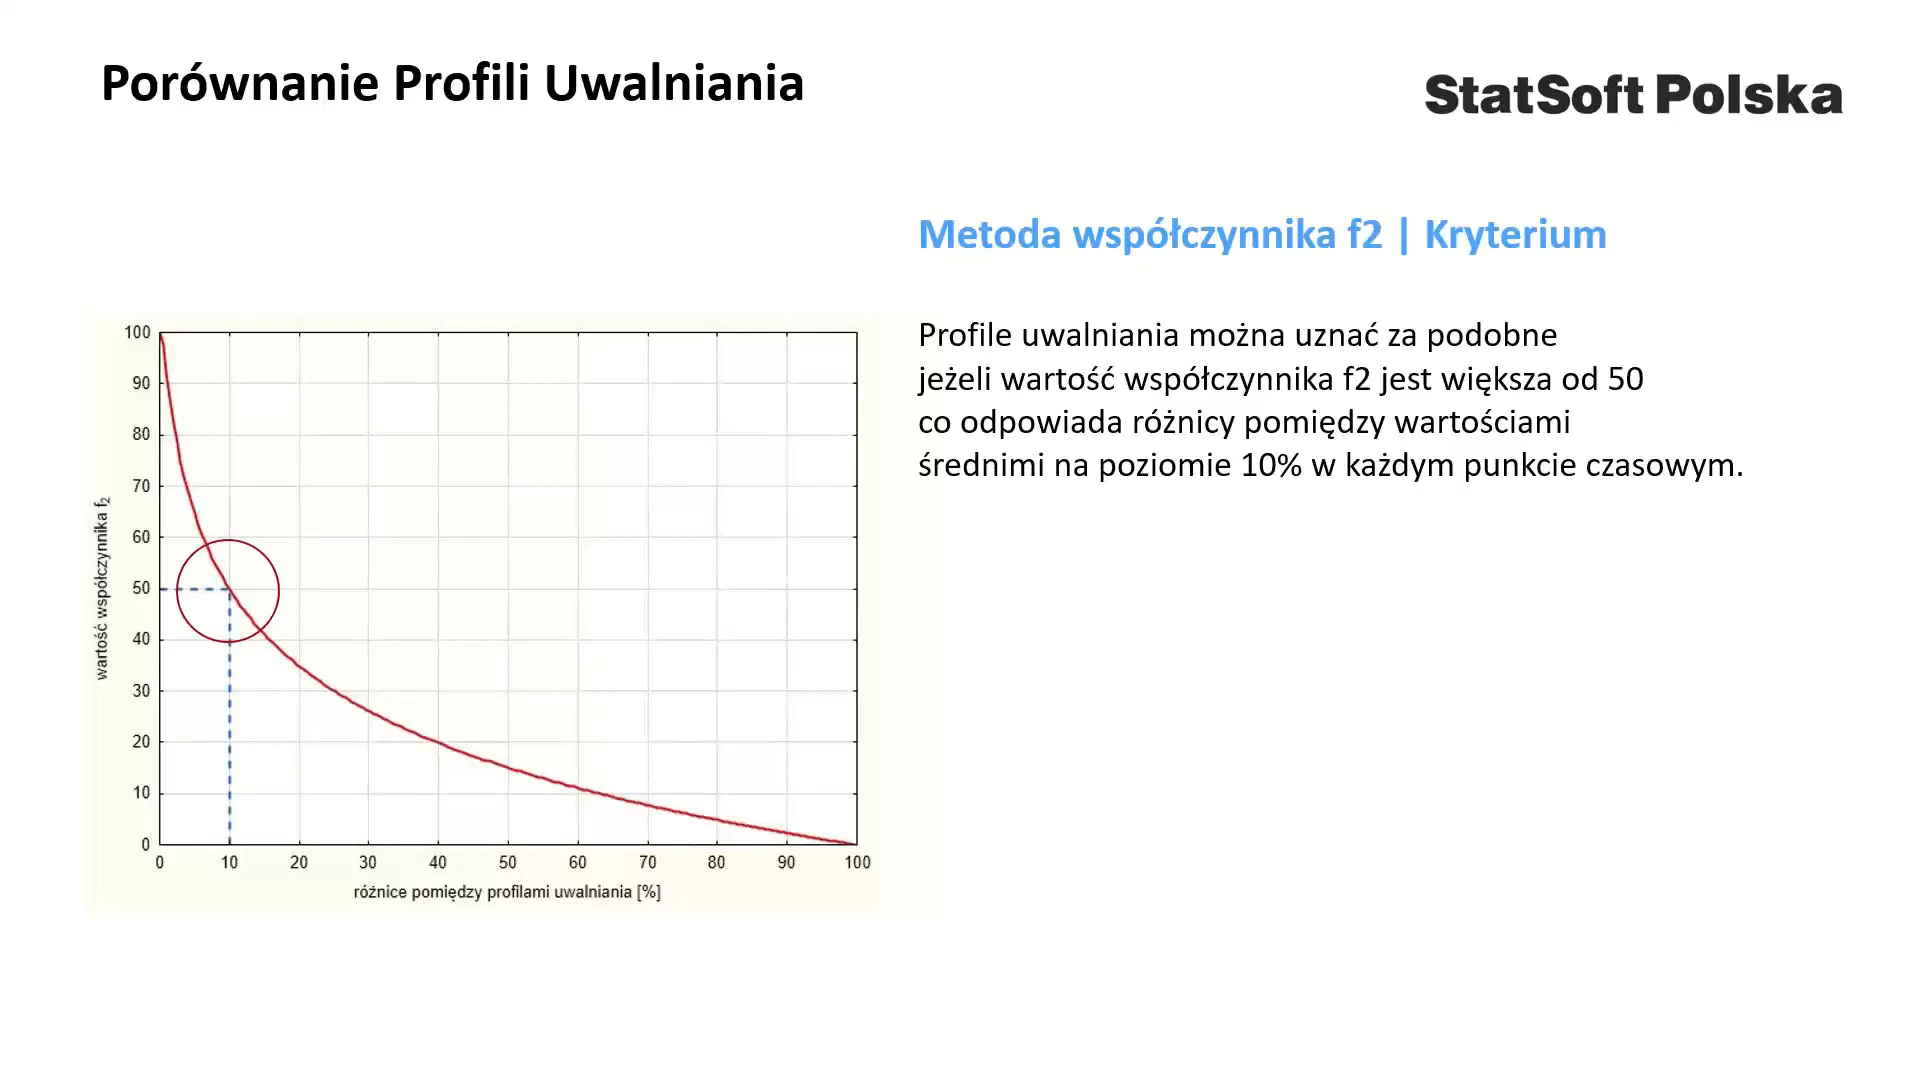 Porównanie Profili Uwalniania
StatSoft Polska
Metoda współczynnika f2 | Kryterium
Profile uwalniania można uznać za podobne
jeżeli wartość współczynnika f2 jest większa od 50
co odpowiada różnicy pomiędzy wartościami
średnimi na poziomie 10% w każdym punkcie czasowym.
wartość współczynnika f₂
100
90
80
70
60
50
40
30
20
10
0
0 10 20 30 40 50 60 70 80 90 100
różnice pomiędzy profilami uwalniania [%]